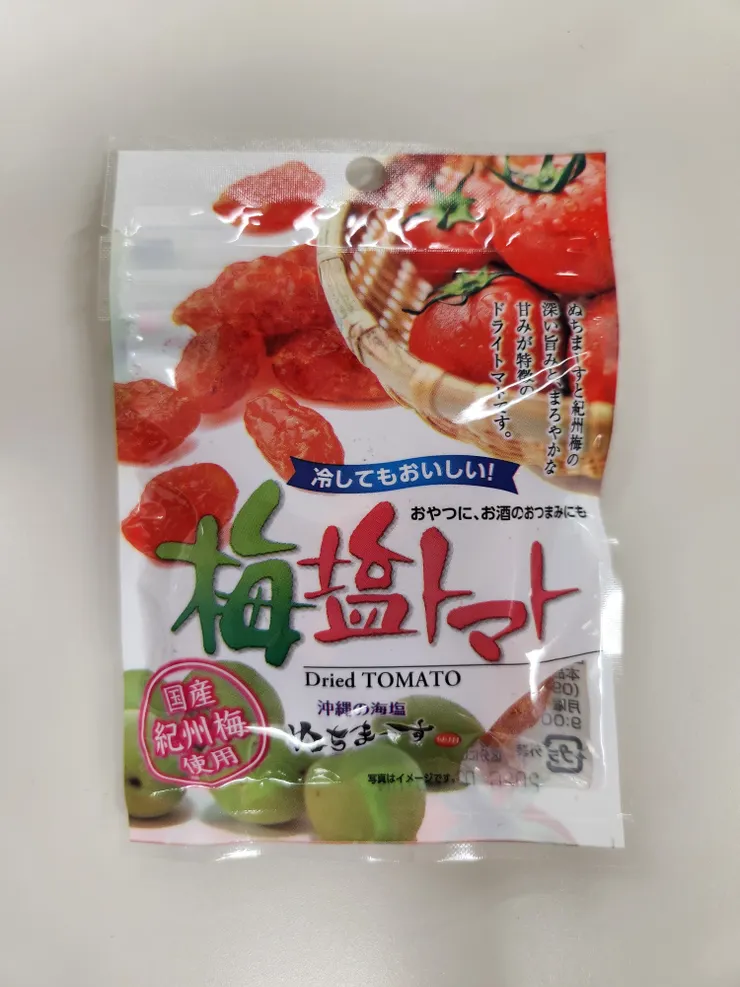 ぬちまーすと紀州梅の
深い旨みと、まろやかな
甘みが特徴の
ドライトマトです。
冷してもおいしい!
おやつに、お酒のおつまみにも
梅塩トマト
Dried TOMATO
国産
紀州梅
使用
沖縄の海塩
ぬちまーす
写真はイメージです。